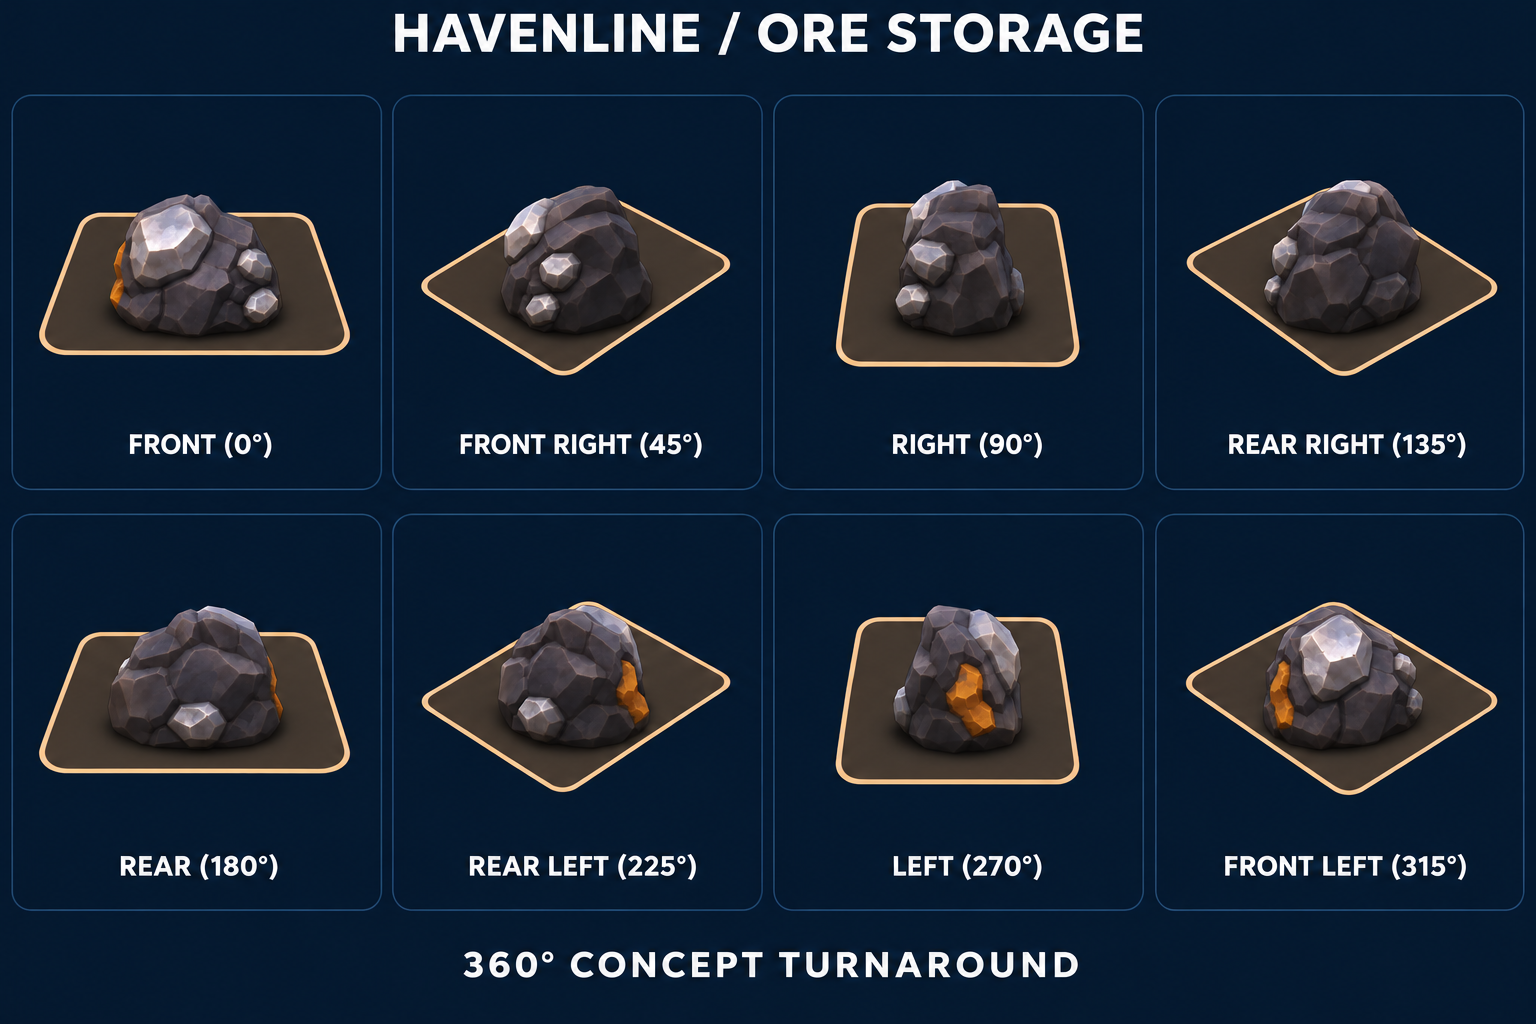 HAVENLINE / ORE STORAGE
FRONT (0°)
FRONT RIGHT (45°)
RIGHT (90°)
REAR RIGHT (135°)
REAR (180°)
REAR LEFT (225°)
LEFT (270°)
FRONT LEFT (315°)
360° CONCEPT TURNAROUND